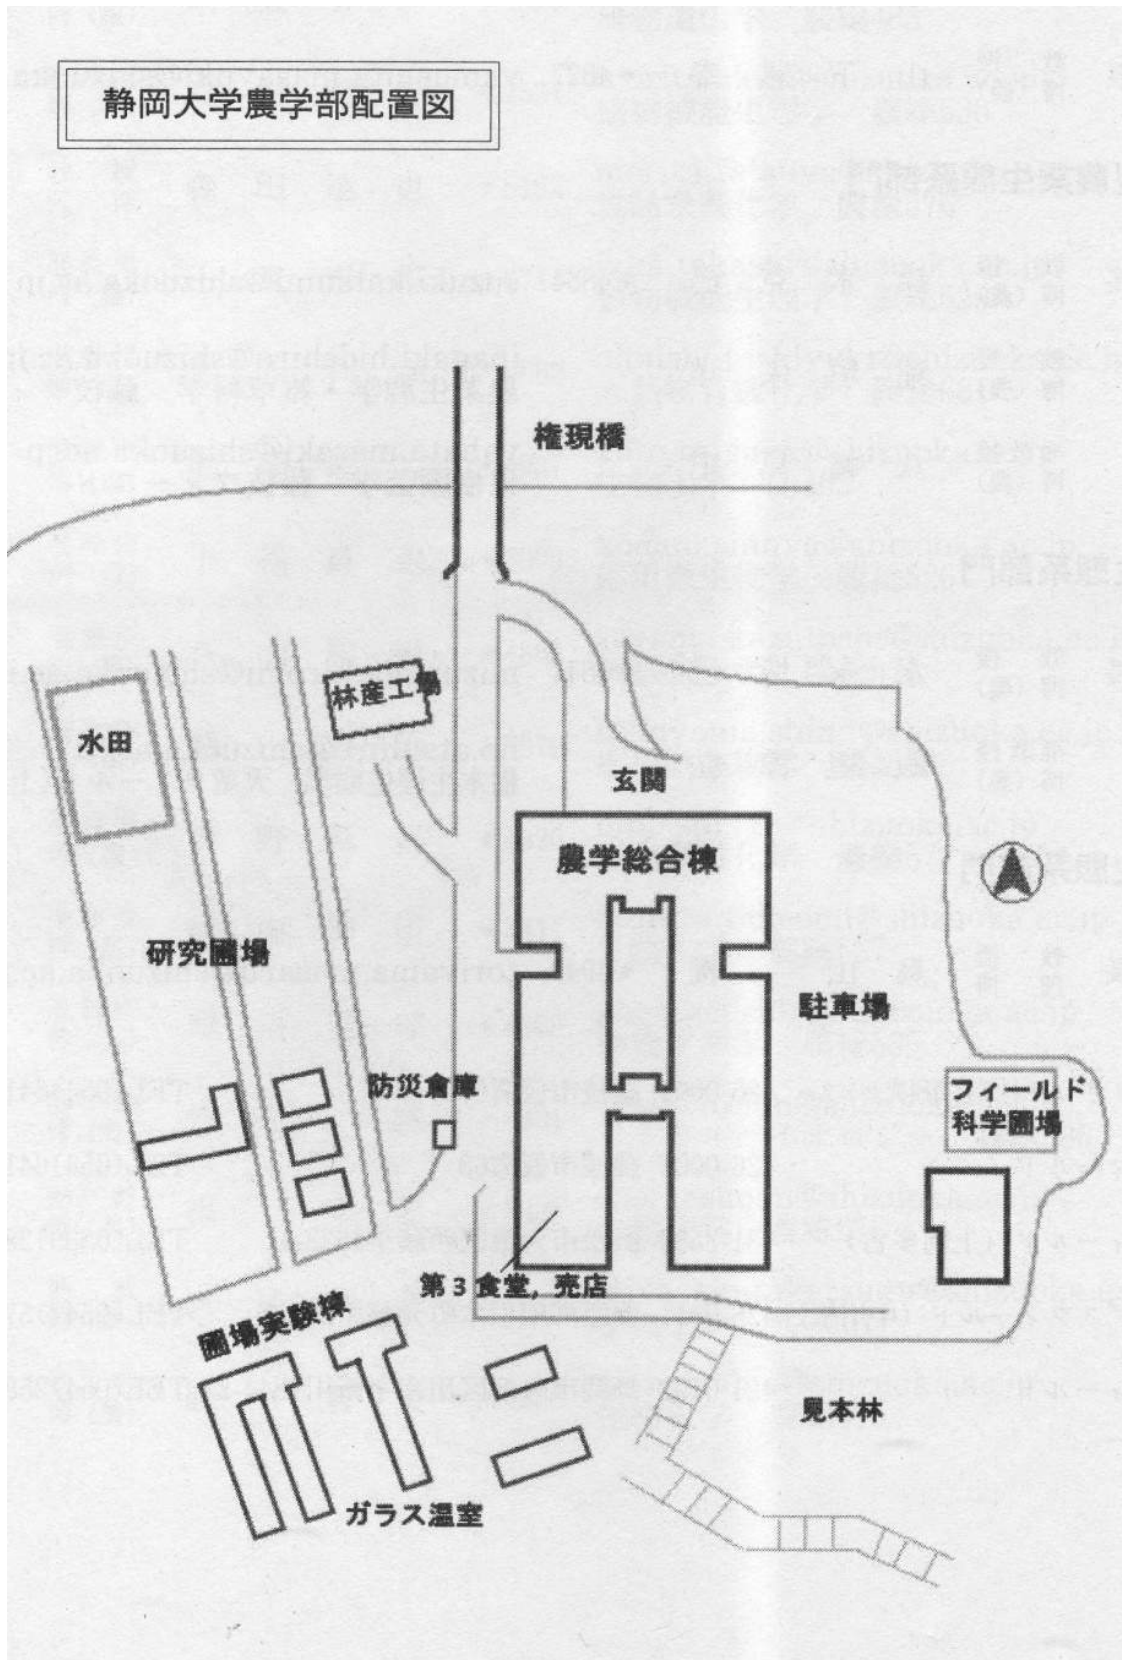 静岡大学農学部配置図
権現橋
林産工場
水田
玄関
農学総合棟
研究圃場
駐車場
防災倉庫
フィールド
科学圃場
第3食堂, 売店
圃場実験棟
見本林
ガラス温室